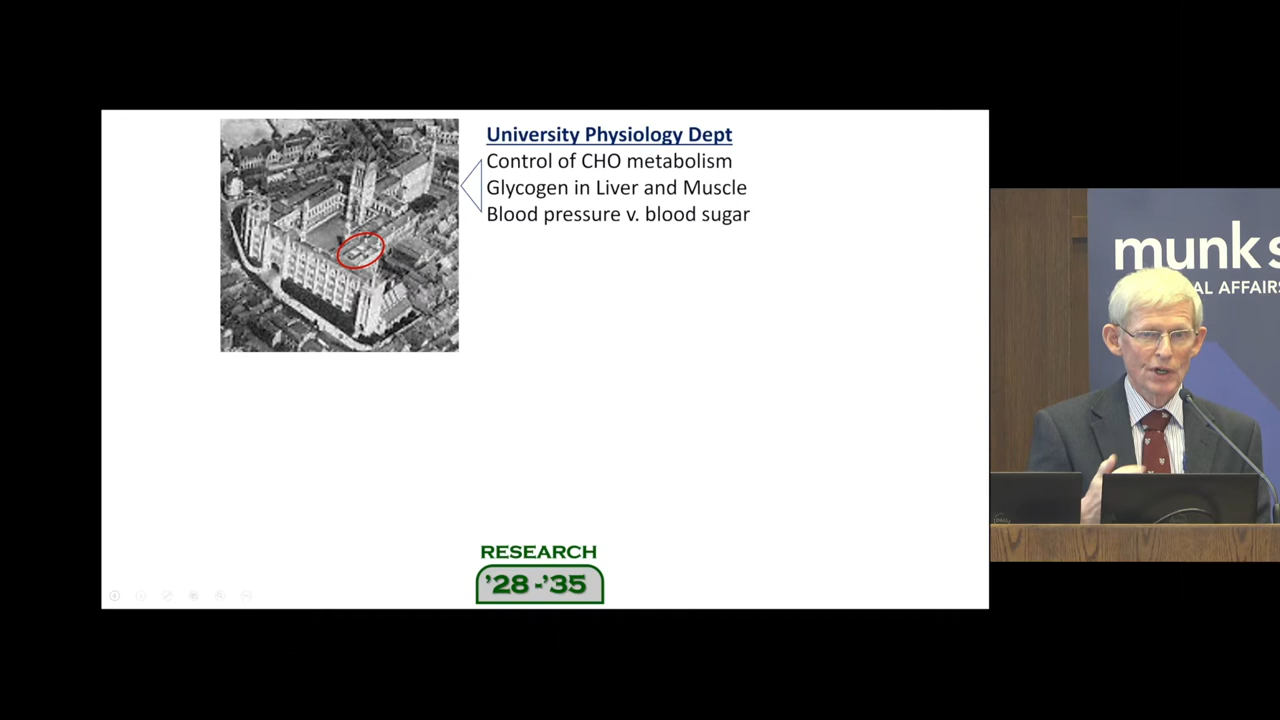 University Physiology Dept
Control of CHO metabolism
Glycogen in Liver and Muscle
Blood pressure v. blood sugar
RESEARCH
’28 -’35
munk s
AL AFFAIRS